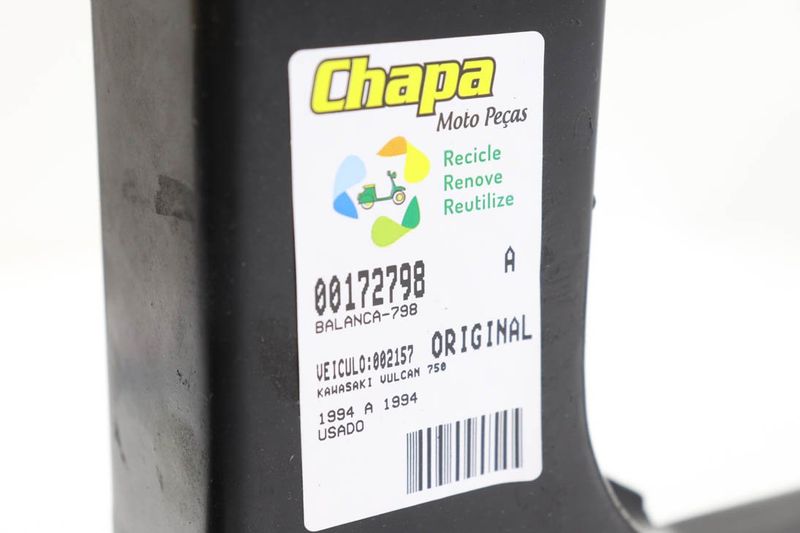 Chapa
Moto Peças
Recicle
Renove
Reutilize
00172798 A
BALANCA-798
VEICULO:002157 ORIGINAL
KAWASAKI VULCAN 750
1994 A 1994
USADO